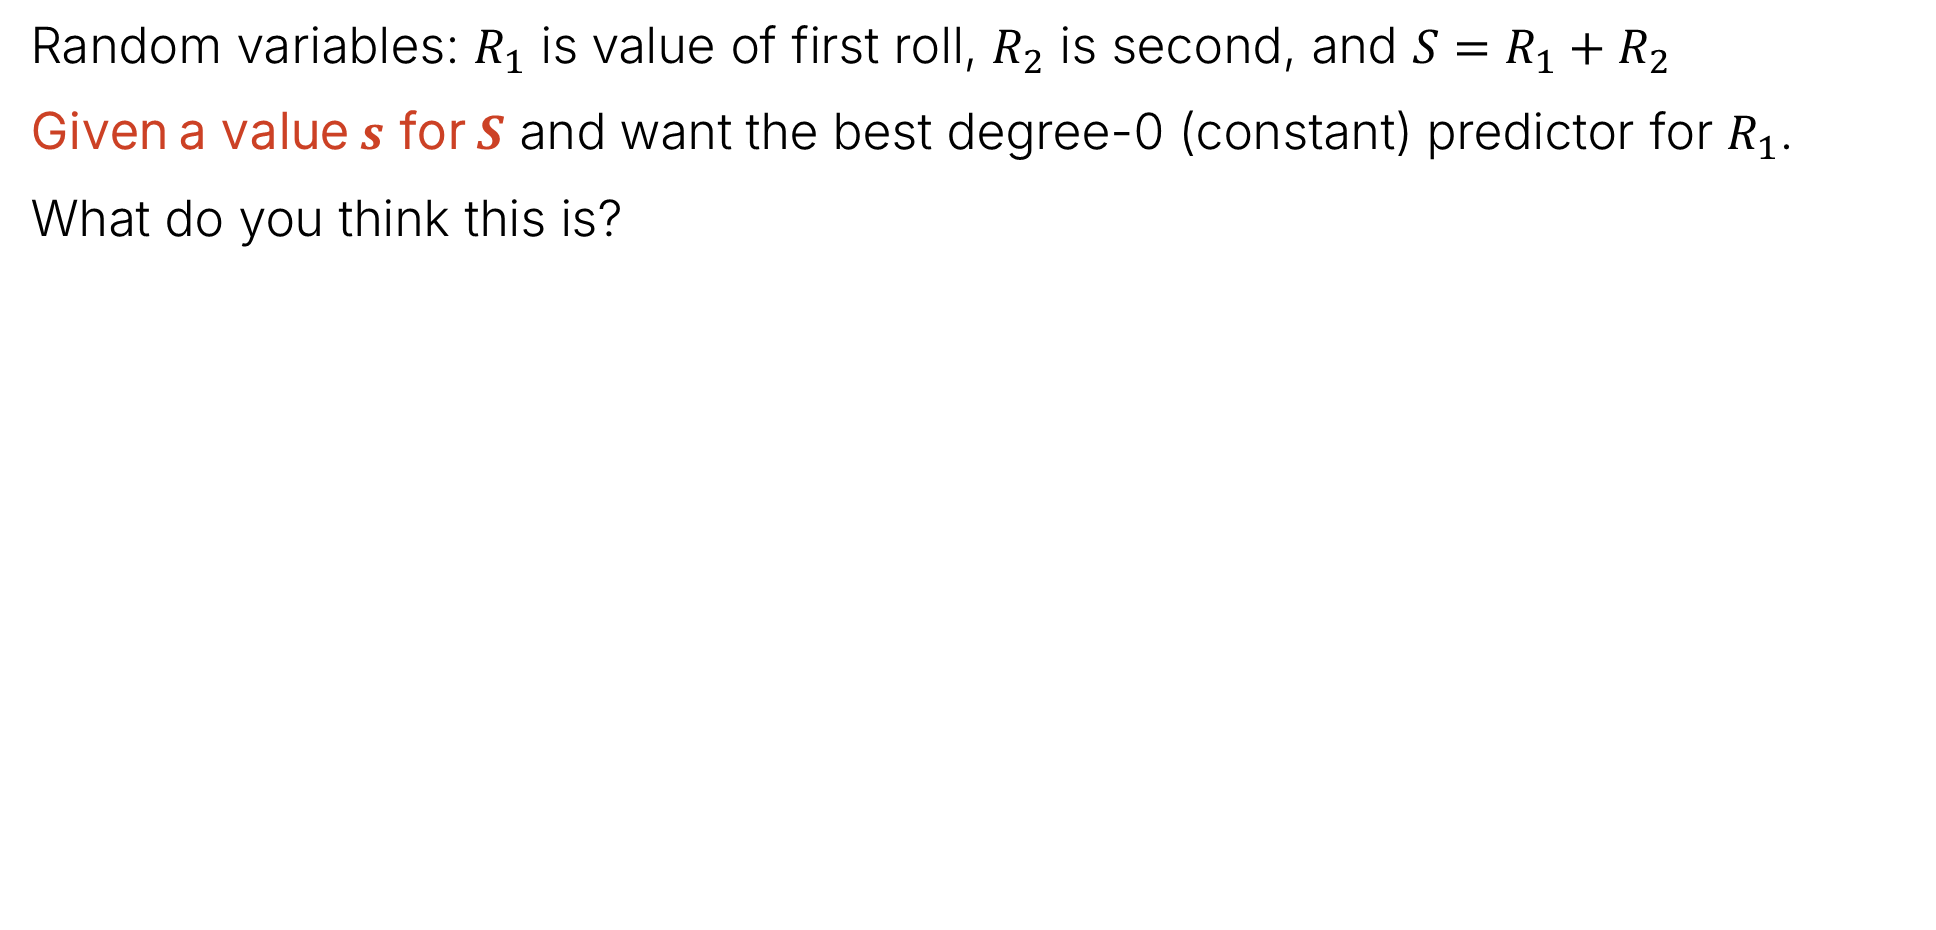 Random variables: R₁ is value of first roll, R₂ is second, and S = R₁ + R₂
Given a value s for S and want the best degree-0 (constant) predictor for R₁.
What do you think this is?